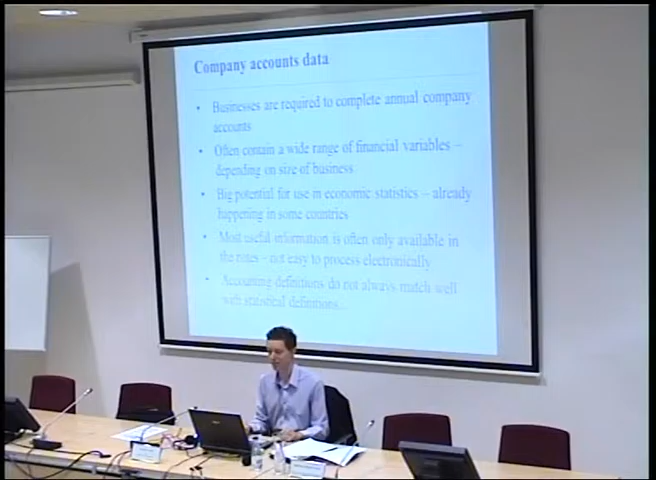 Company accounts data
• Businesses are required to complete annual company
accounts
• Often contain a wide range of financial variables –
depending on size of business
• Big potential for use in economic statistics – already
happening in some countries
• Most useful information is often only available in
the notes – not easy to process electronically
• Accounting definitions do not always match well
with statistical definitions...